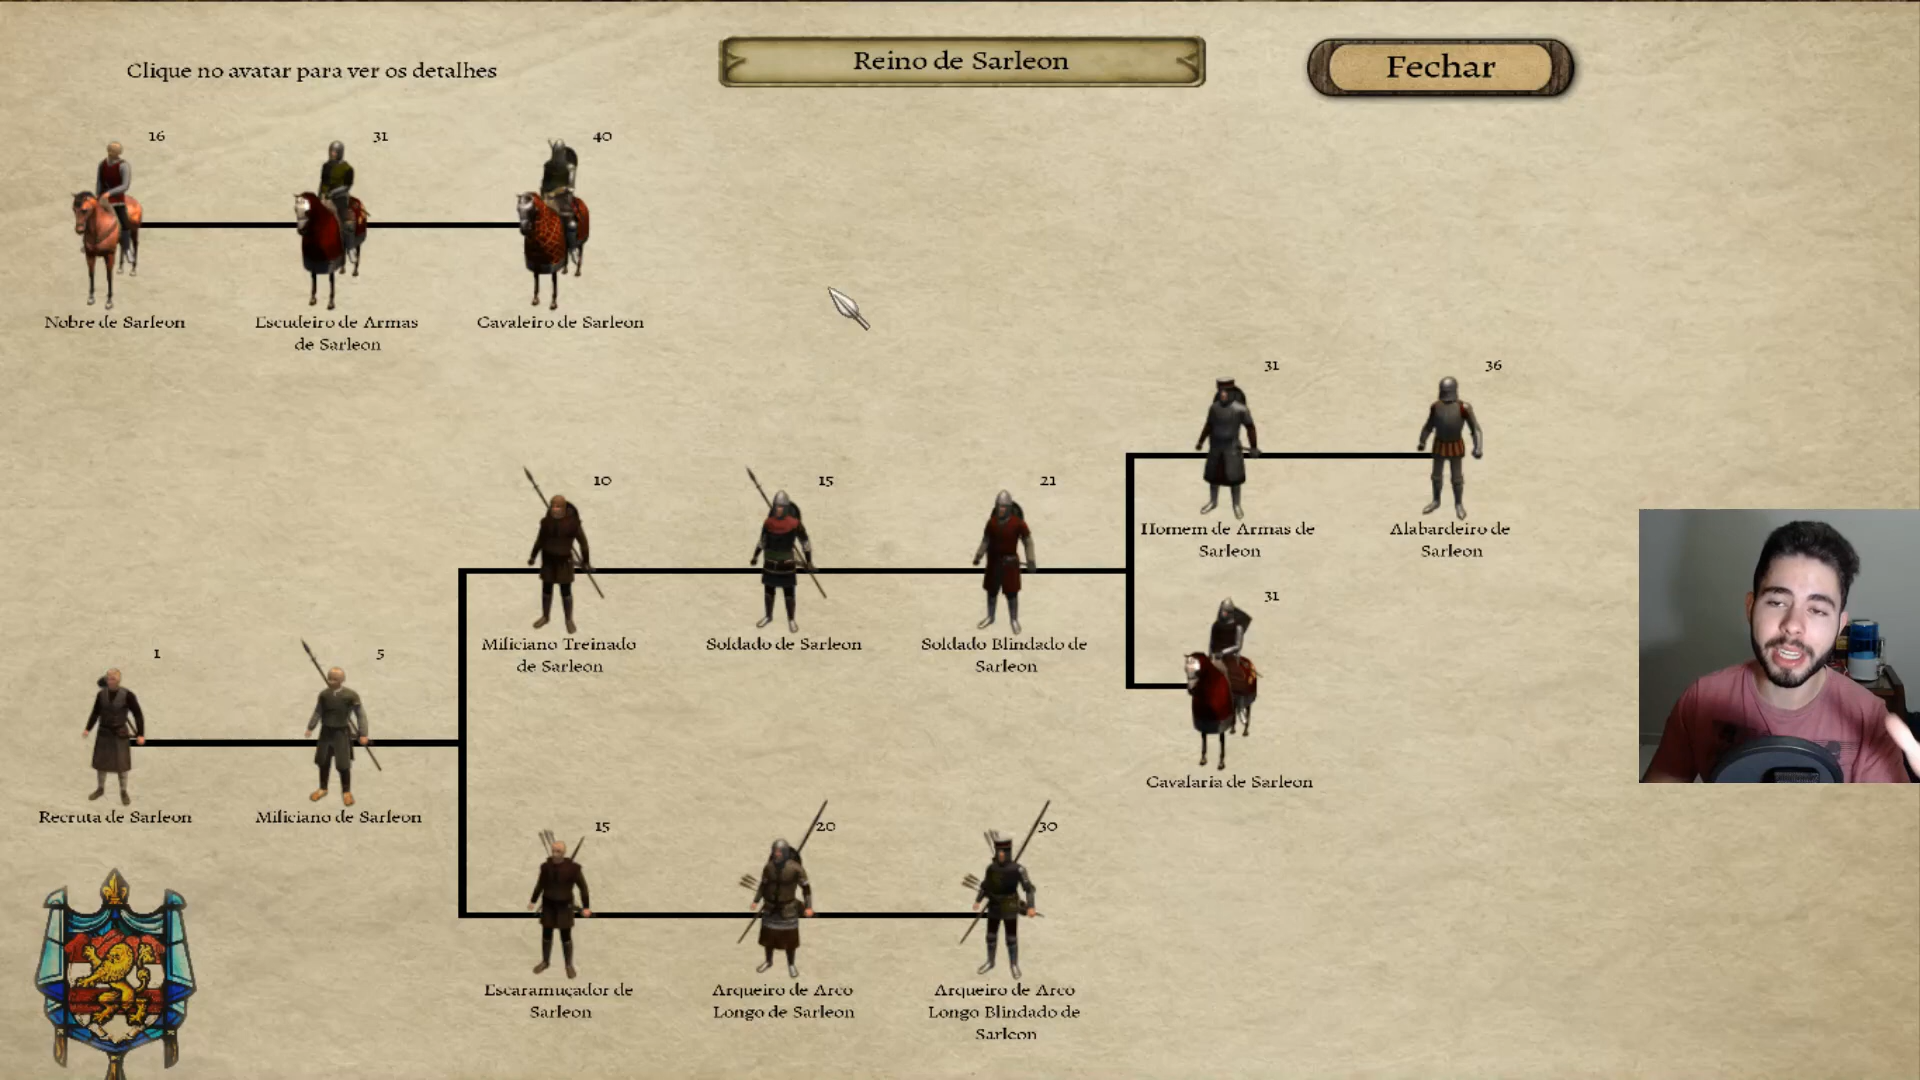 Clique no avatar para ver os detalhes
Reino de Sarleon
Fechar
16
31
40
Nobre de Sarleon
Escudeiro de Armas
de Sarleon
Cavaleiro de Sarleon
31
36
Homem de Armas de
Sarleon
Alabardeiro de
Sarleon
10
15
21
Miliciano Treinado
de Sarleon
Soldado de Sarleon
Soldado Blindado de
Sarleon
31
Cavalaria de Sarleon
1
5
Recruta de Sarleon
Miliciano de Sarleon
15
20
30
Escaramuçador de
Sarleon
Arqueiro de Arco
Longo de Sarleon
Arqueiro de Arco
Longo Blindado de
Sarleon